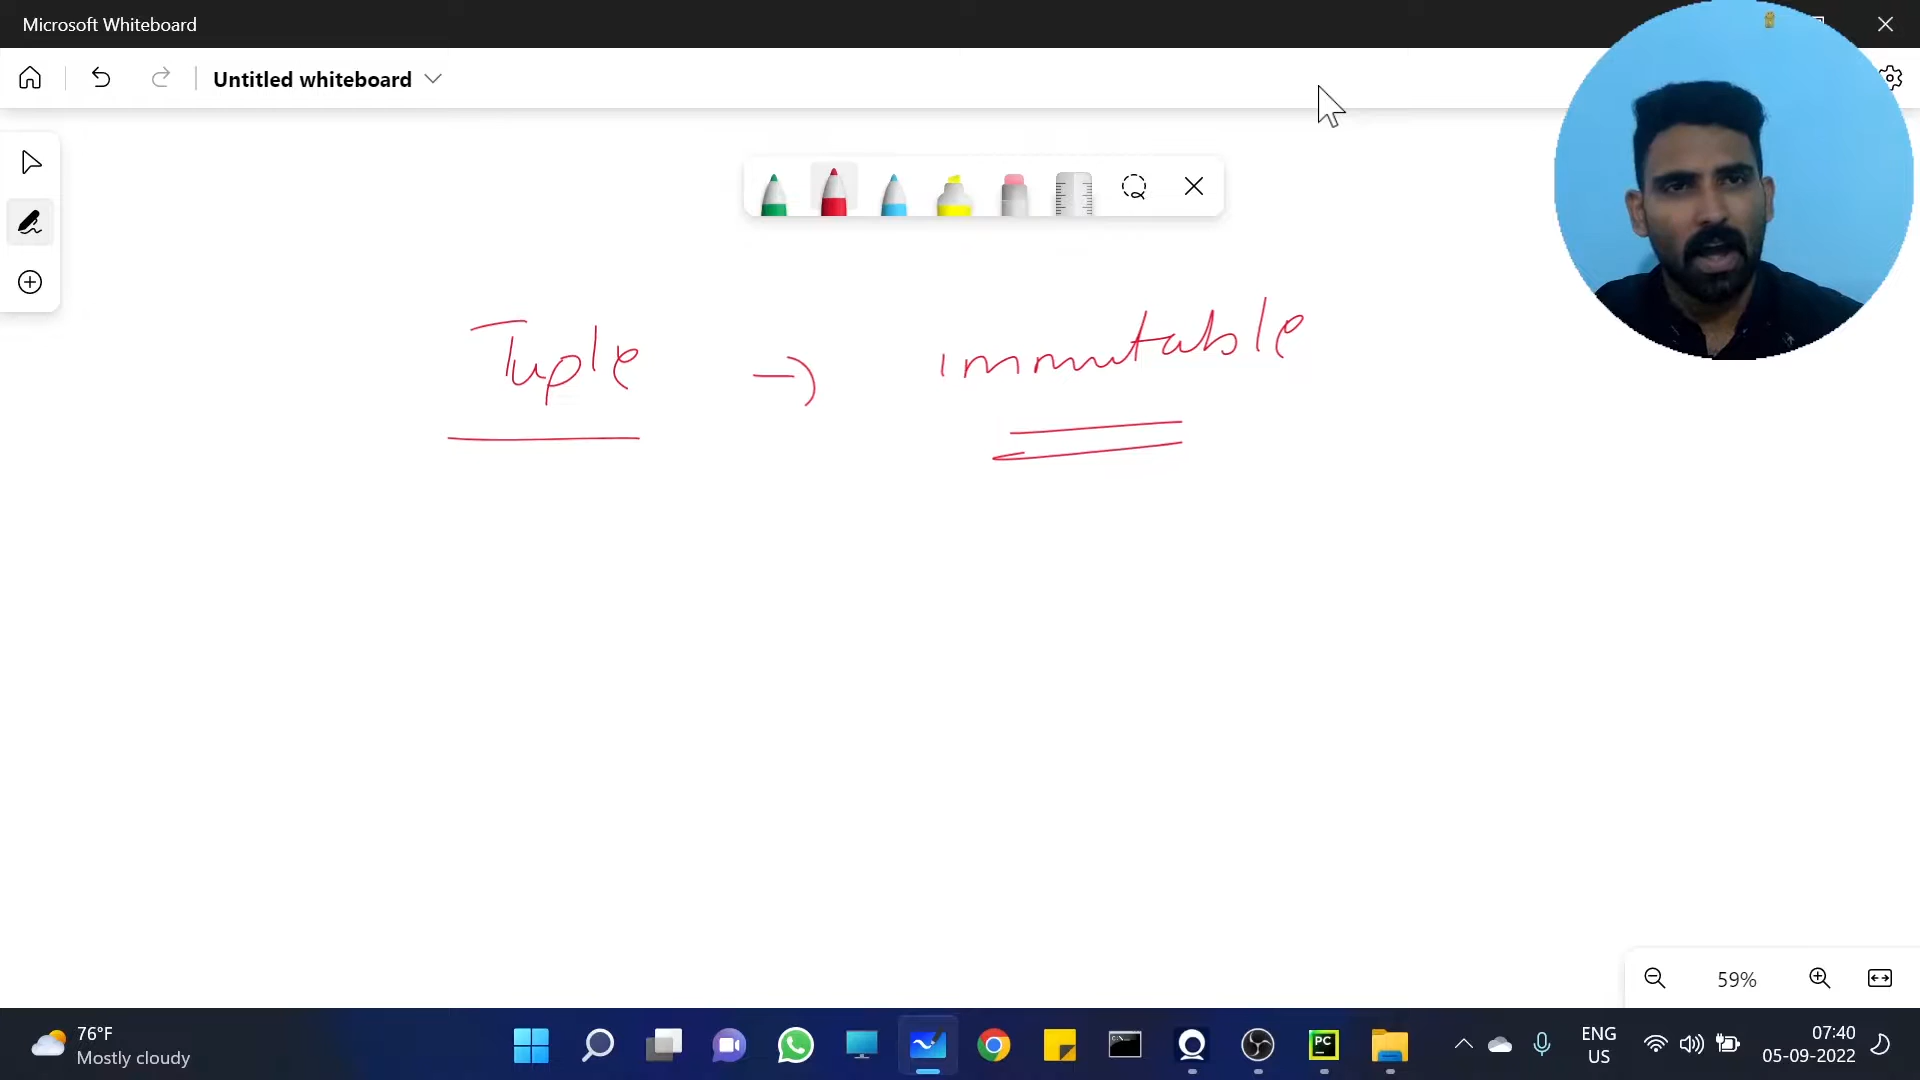 Microsoft Whiteboard
Untitled whiteboard
Tuple → immutable
59%
76°F
Mostly cloudy
ENG
US
07:40
05-09-2022